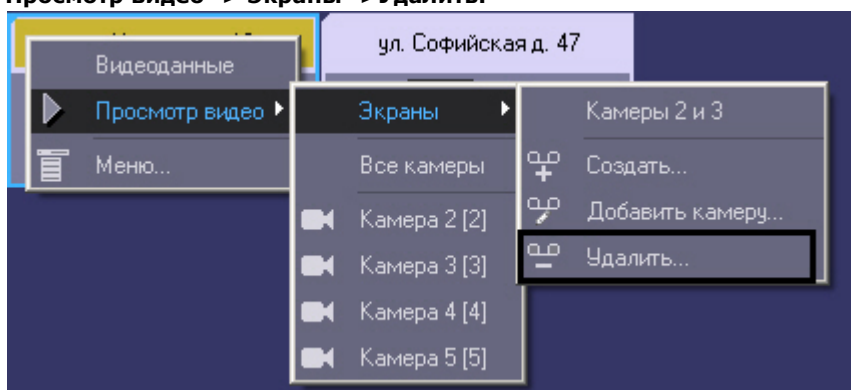 Просмотр видео -> Экраны -> Удалить.
ул. Софийская д. 47
Видеоданные
Просмотр видео
Меню...
Экраны
Все камеры
Камера 2 [2]
Камера 3 [3]
Камера 4 [4]
Камера 5 [5]
Камеры 2 и 3
Создать...
Добавить камеру...
Удалить...